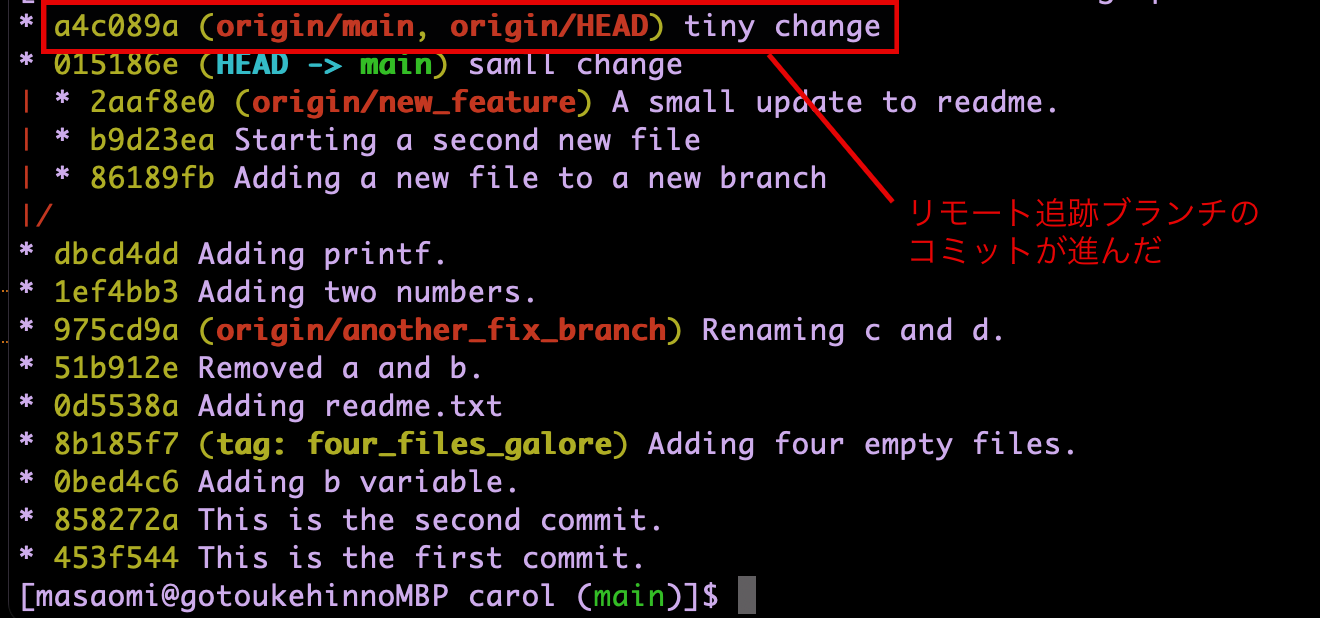 * a4c089a (origin/main, origin/HEAD) tiny change
* 015186e (HEAD -> main) samll change
| * 2aaf8e0 (origin/new_feature) A small update to readme.
| * b9d23ea Starting a second new file
| * 86189fb Adding a new file to a new branch
|/
リモート追跡ブランチの
コミットが進んだ
* dbcd4dd Adding printf.
* 1ef4bb3 Adding two numbers.
* 975cd9a (origin/another_fix_branch) Renaming c and d.
* 51b912e Removed a and b.
* 0d5538a Adding readme.txt
* 8b185f7 (tag: four_files_galore) Adding four empty files.
* 0bed4c6 Adding b variable.
* 858272a This is the second commit.
* 453f544 This is the first commit.
[masaomi@gotoukehinnoMBP carol (main)]$